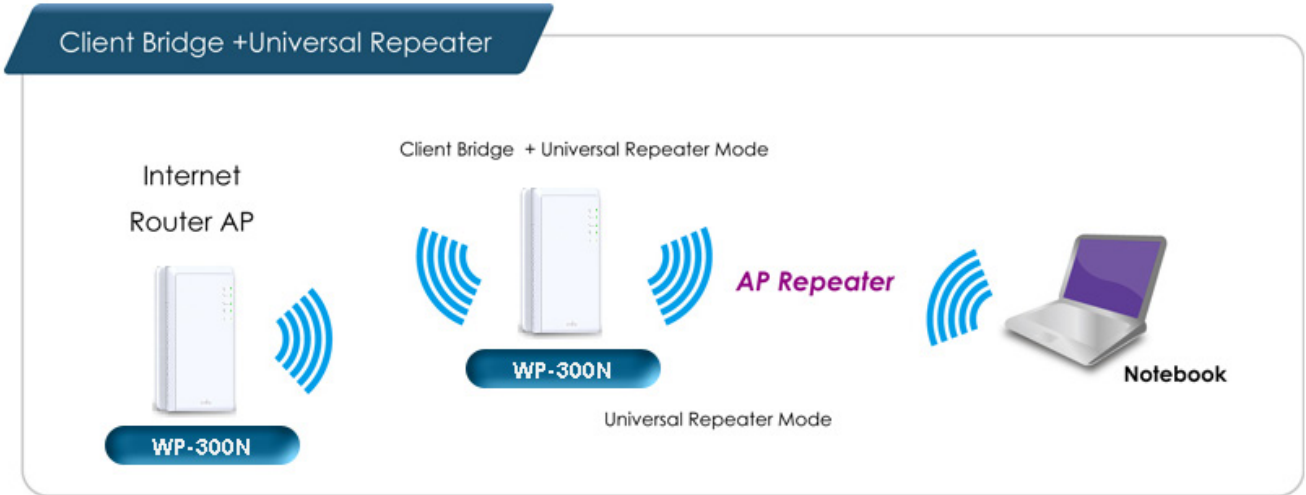 Client Bridge +Universal Repeater
Client Bridge + Universal Repeater Mode
Internet
Router AP
AP Repeater
WP-300N
Notebook
Universal Repeater Mode
WP-300N